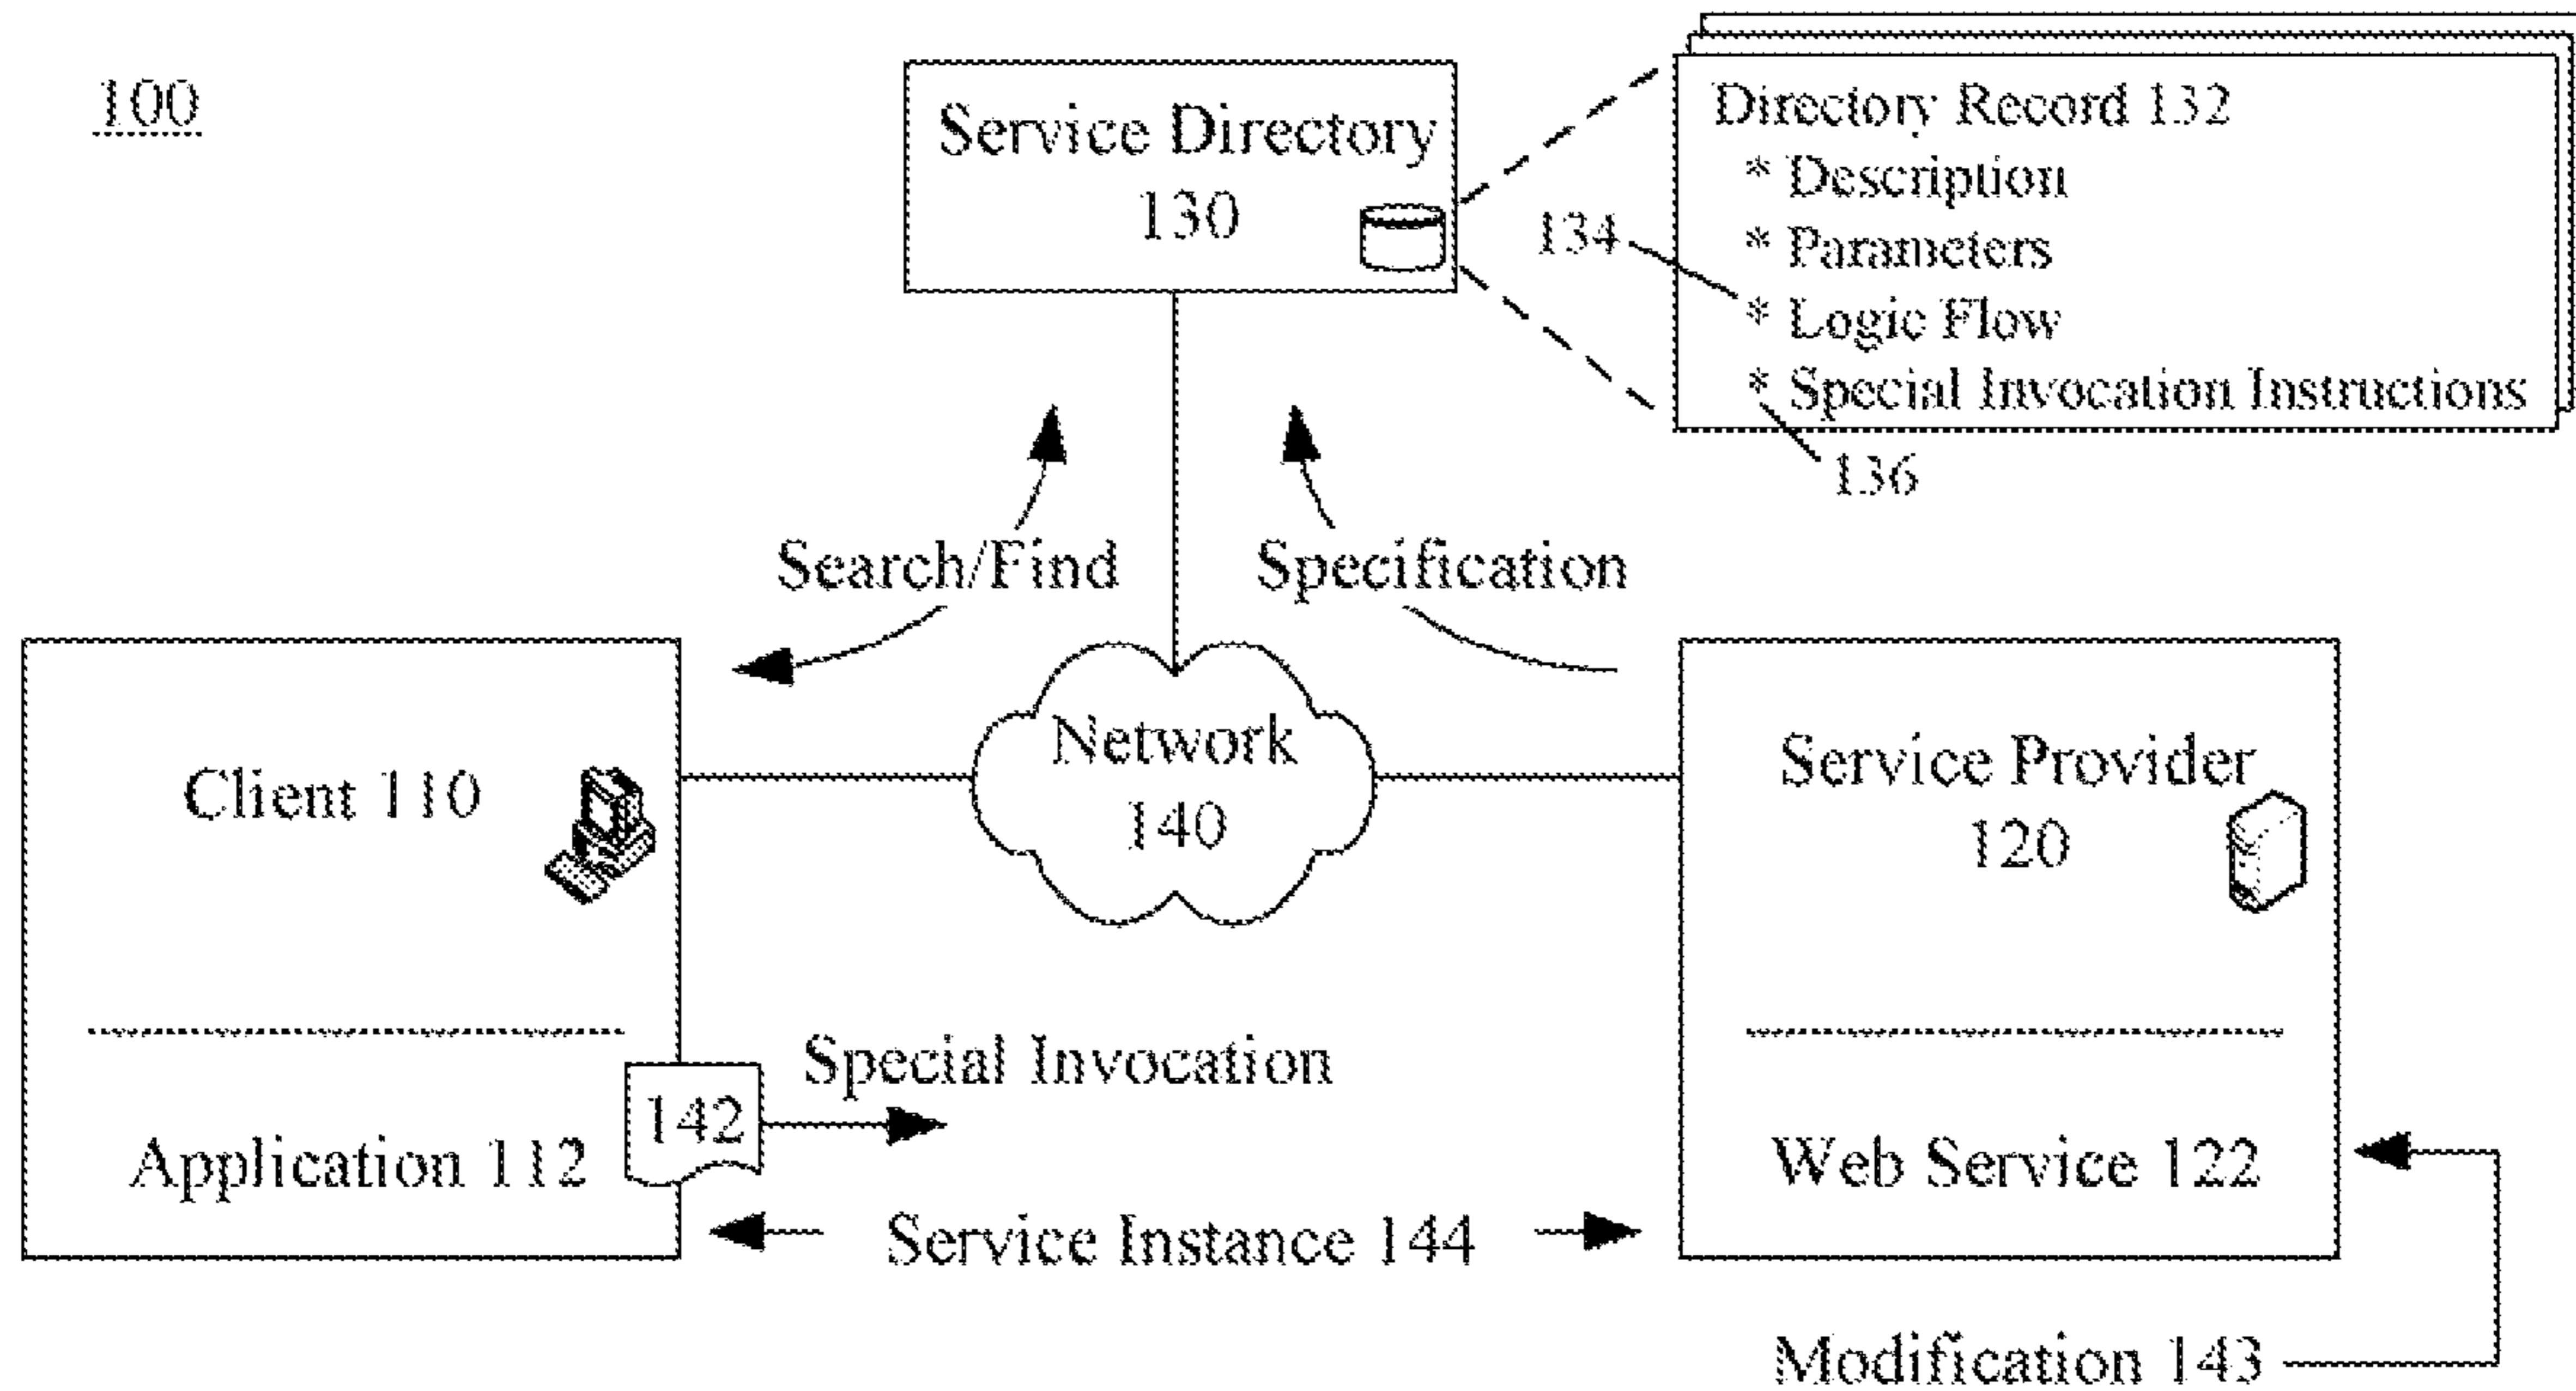 100
Service Directory
130
Directory Record 132
* Description
* Parameters
* Logic Flow
* Special Invocation Instructions
134
136
Search/Find
Specification
Client 110
Network
140
Service Provider
120
Application 112
142
Special Invocation
Service Instance 144
Web Service 122
Modification 143